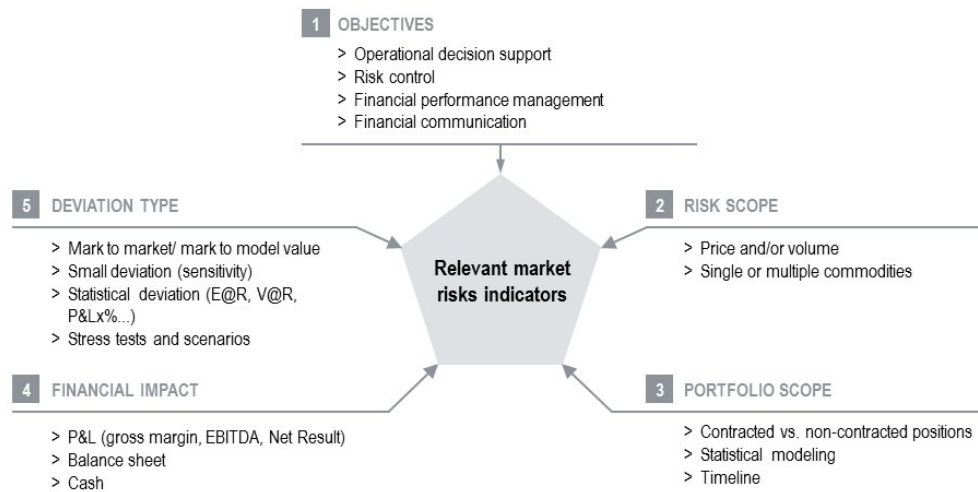 1 OBJECTIVES
> Operational decision support
> Risk control
> Financial performance management
> Financial communication
5 DEVIATION TYPE
> Mark to market/ mark to model value
> Small deviation (sensitivity)
> Statistical deviation (E@R, V@R,
P&Lx%...)
> Stress tests and scenarios
2 RISK SCOPE
> Price and/or volume
> Single or multiple commodities
Relevant market
risks indicators
4 FINANCIAL IMPACT
> P&L (gross margin, EBITDA, Net Result)
> Balance sheet
> Cash
3 PORTFOLIO SCOPE
> Contracted vs. non-contracted positions
> Statistical modeling
> Timeline